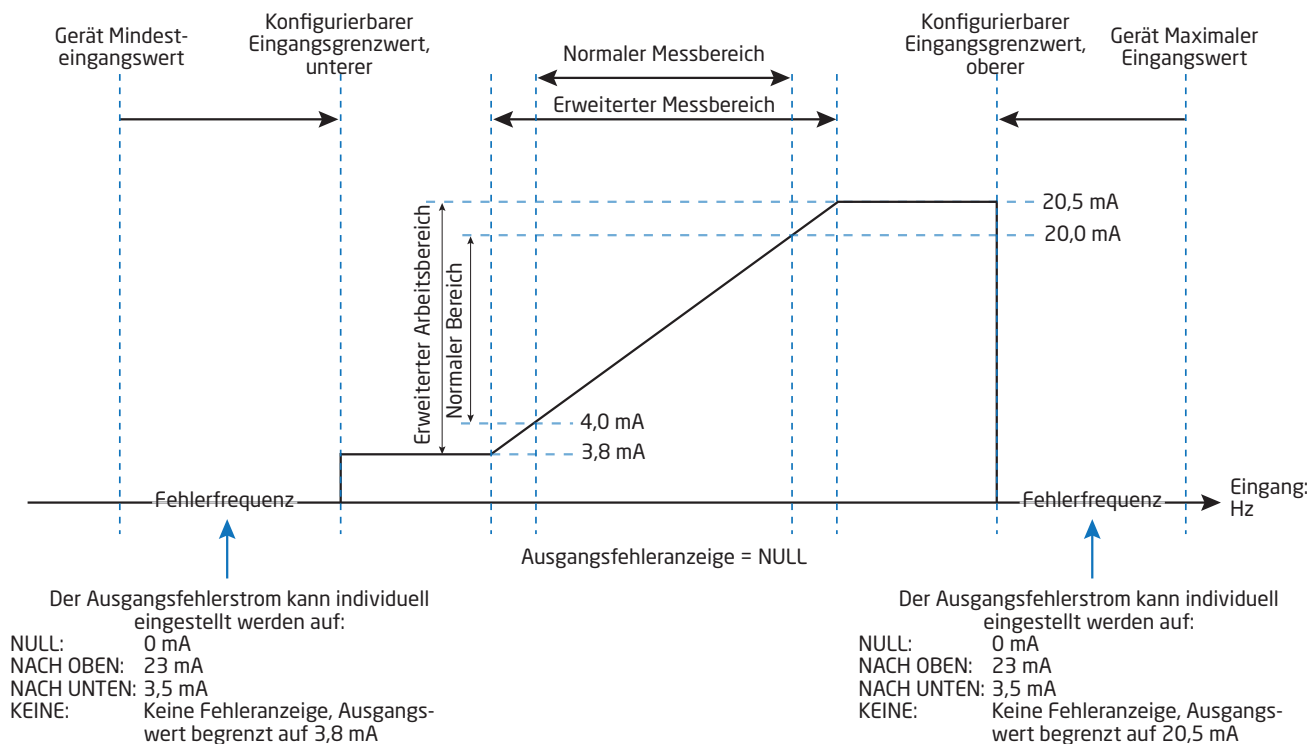 Gerät Mindest-
eingangswert
Konfigurierbarer
Eingangsgrenzwert,
unterer
Normaler Messbereich
Erweiterter Messbereich
Konfigurierbarer
Eingangsgrenzwert,
oberer
Gerät Maximaler
Eingangswert
Erweiterter Arbeitsbereich
Normaler Bereich
20,5 mA
20,0 mA
4,0 mA
3,8 mA
Fehlerfrequenz
Fehlerfrequenz
Eingang:
Hz
Ausgangsfehleranzeige = NULL
Der Ausgangsfehlerstrom kann individuell
eingestellt werden auf:
NULL: 0 mA
NACH OBEN: 23 mA
NACH UNTEN: 3,5 mA
KEINE: Keine Fehleranzeige, Ausgangs-
wert begrenzt auf 3,8 mA
Der Ausgangsfehlerstrom kann individuell
eingestellt werden auf:
NULL: 0 mA
NACH OBEN: 23 mA
NACH UNTEN: 3,5 mA
KEINE: Keine Fehleranzeige, Ausgangs-
wert begrenzt auf 20,5 mA